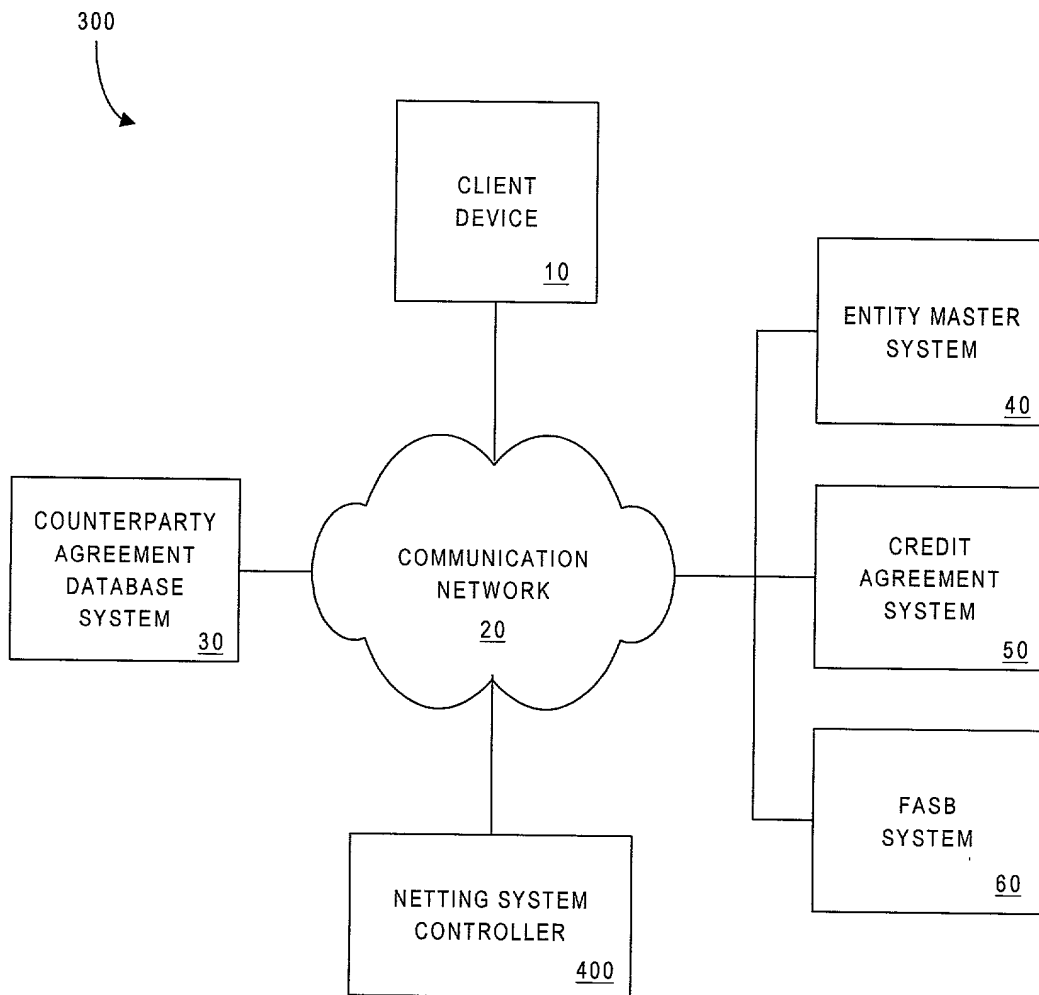 300
CLIENT
DEVICE
10
ENTITY MASTER
SYSTEM
40
COUNTERPARTY
AGREEMENT
DATABASE
SYSTEM
30
COMMUNICATION
NETWORK
20
CREDIT
AGREEMENT
SYSTEM
50
NETTING SYSTEM
CONTROLLER
400
FASB
SYSTEM
60